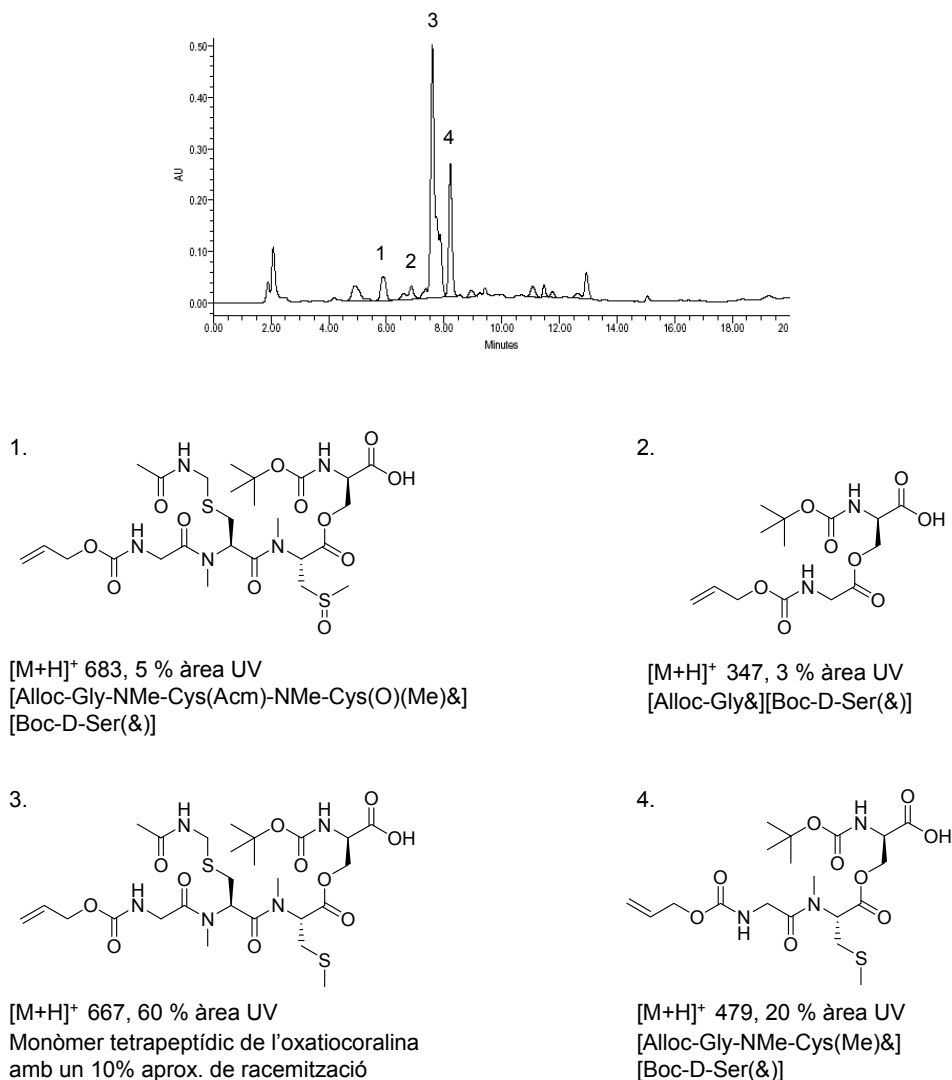 3
4
1
2
0.50
0.40
0.30
0.20
0.10
0.00
AU
0.00 2.00 4.00 6.00 8.00 10.00 12.00 14.00 16.00 18.00 20
Minutes
1.
[M+H]+ 683, 5 % àrea UV
[Alloc-Gly-NMe-Cys(Acm)-NMe-Cys(O)(Me)&]
[Boc-D-Ser(&)]
2.
[M+H]+ 347, 3 % àrea UV
[Alloc-Gly&][Boc-D-Ser(&)]
3.
[M+H]+ 667, 60 % àrea UV
Monòmer tetrapeptídic de l'oxatiocoralina
amb un 10% aprox. de racemització
4.
[M+H]+ 479, 20 % àrea UV
[Alloc-Gly-NMe-Cys(Me)&]
[Boc-D-Ser(&)]